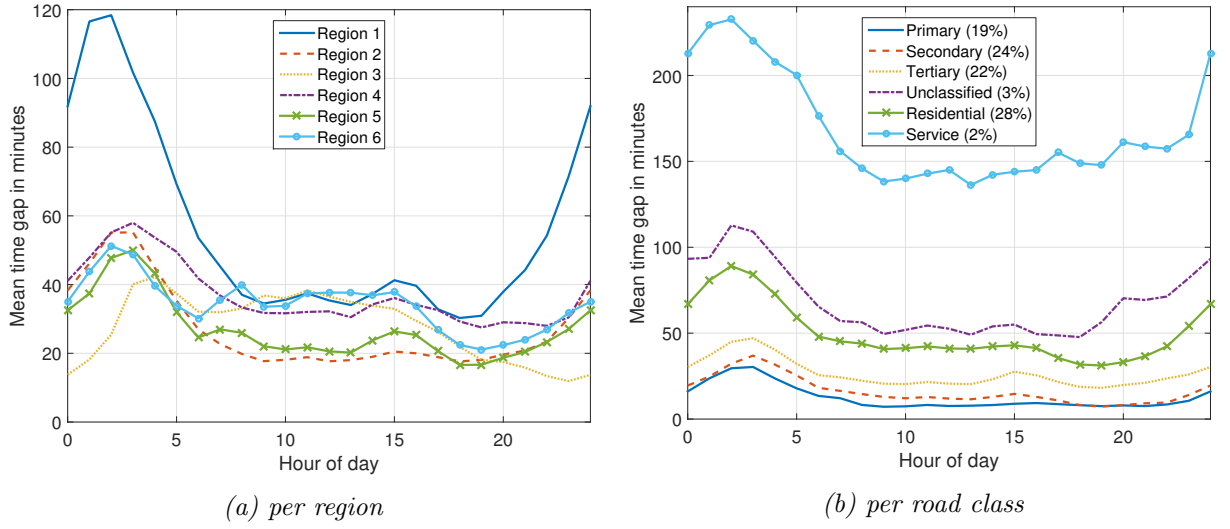 120
100
80
60
40
20
0
Mean time gap in minutes
0 5 10 15 20
Hour of day
Region 1
Region 2
Region 3
Region 4
Region 5
Region 6
(a) per region
200
150
100
50
0
Mean time gap in minutes
0 5 10 15 20
Hour of day
Primary (19%)
Secondary (24%)
Tertiary (22%)
Unclassified (3%)
Residential (28%)
Service (2%)
(b) per road class